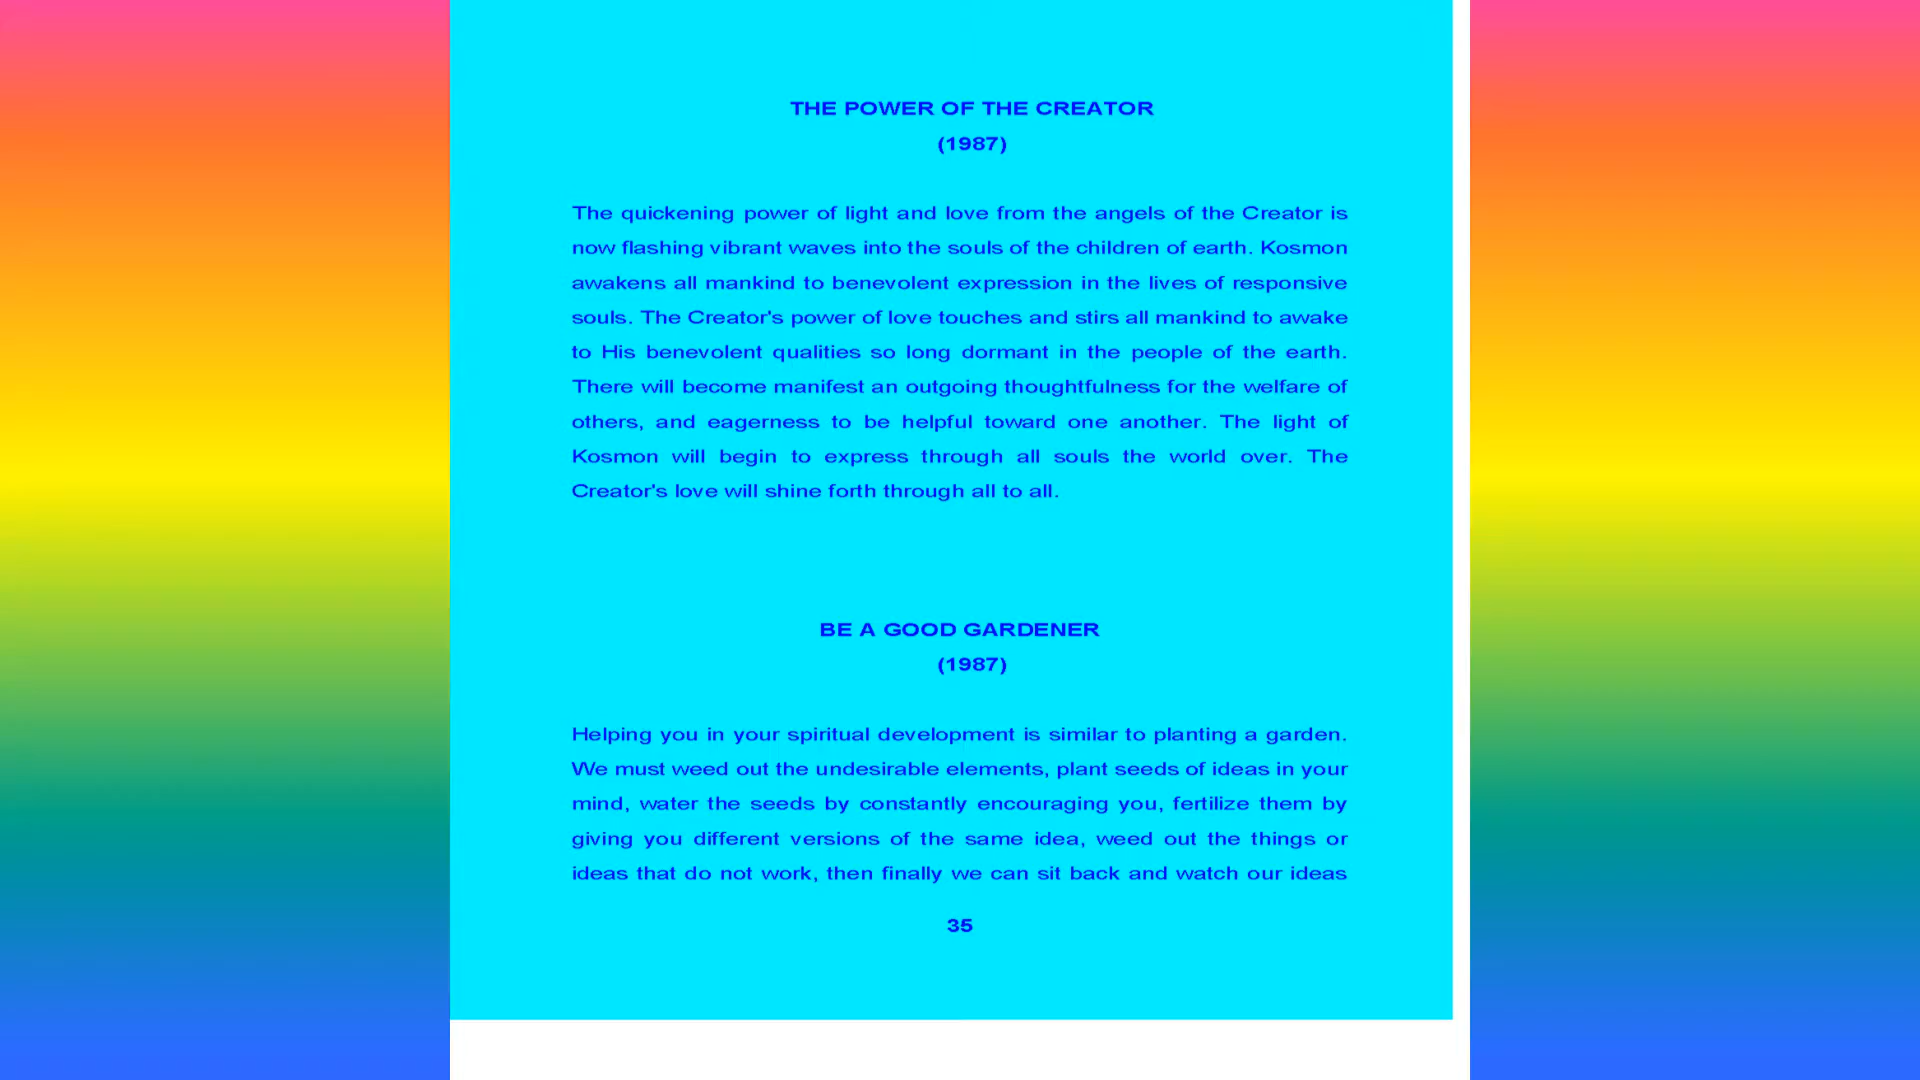 THE POWER OF THE CREATOR
(1987)
The quickening power of light and love from the angels of the Creator is
now flashing vibrant waves into the souls of the children of earth. Kosmon
awakens all mankind to benevolent expression in the lives of responsive
souls. The Creator's power of love touches and stirs all mankind to awake
to His benevolent qualities so long dormant in the people of the earth.
There will become manifest an outgoing thoughtfulness for the welfare of
others, and eagerness to be helpful toward one another. The light of
Kosmon will begin to express through all souls the world over. The
Creator's love will shine forth through all to all.
BE A GOOD GARDENER
(1987)
Helping you in your spiritual development is similar to planting a garden.
We must weed out the undesirable elements, plant seeds of ideas in your
mind, water the seeds by constantly encouraging you, fertilize them by
giving you different versions of the same idea, weed out the things or
ideas that do not work, then finally we can sit back and watch our ideas
35